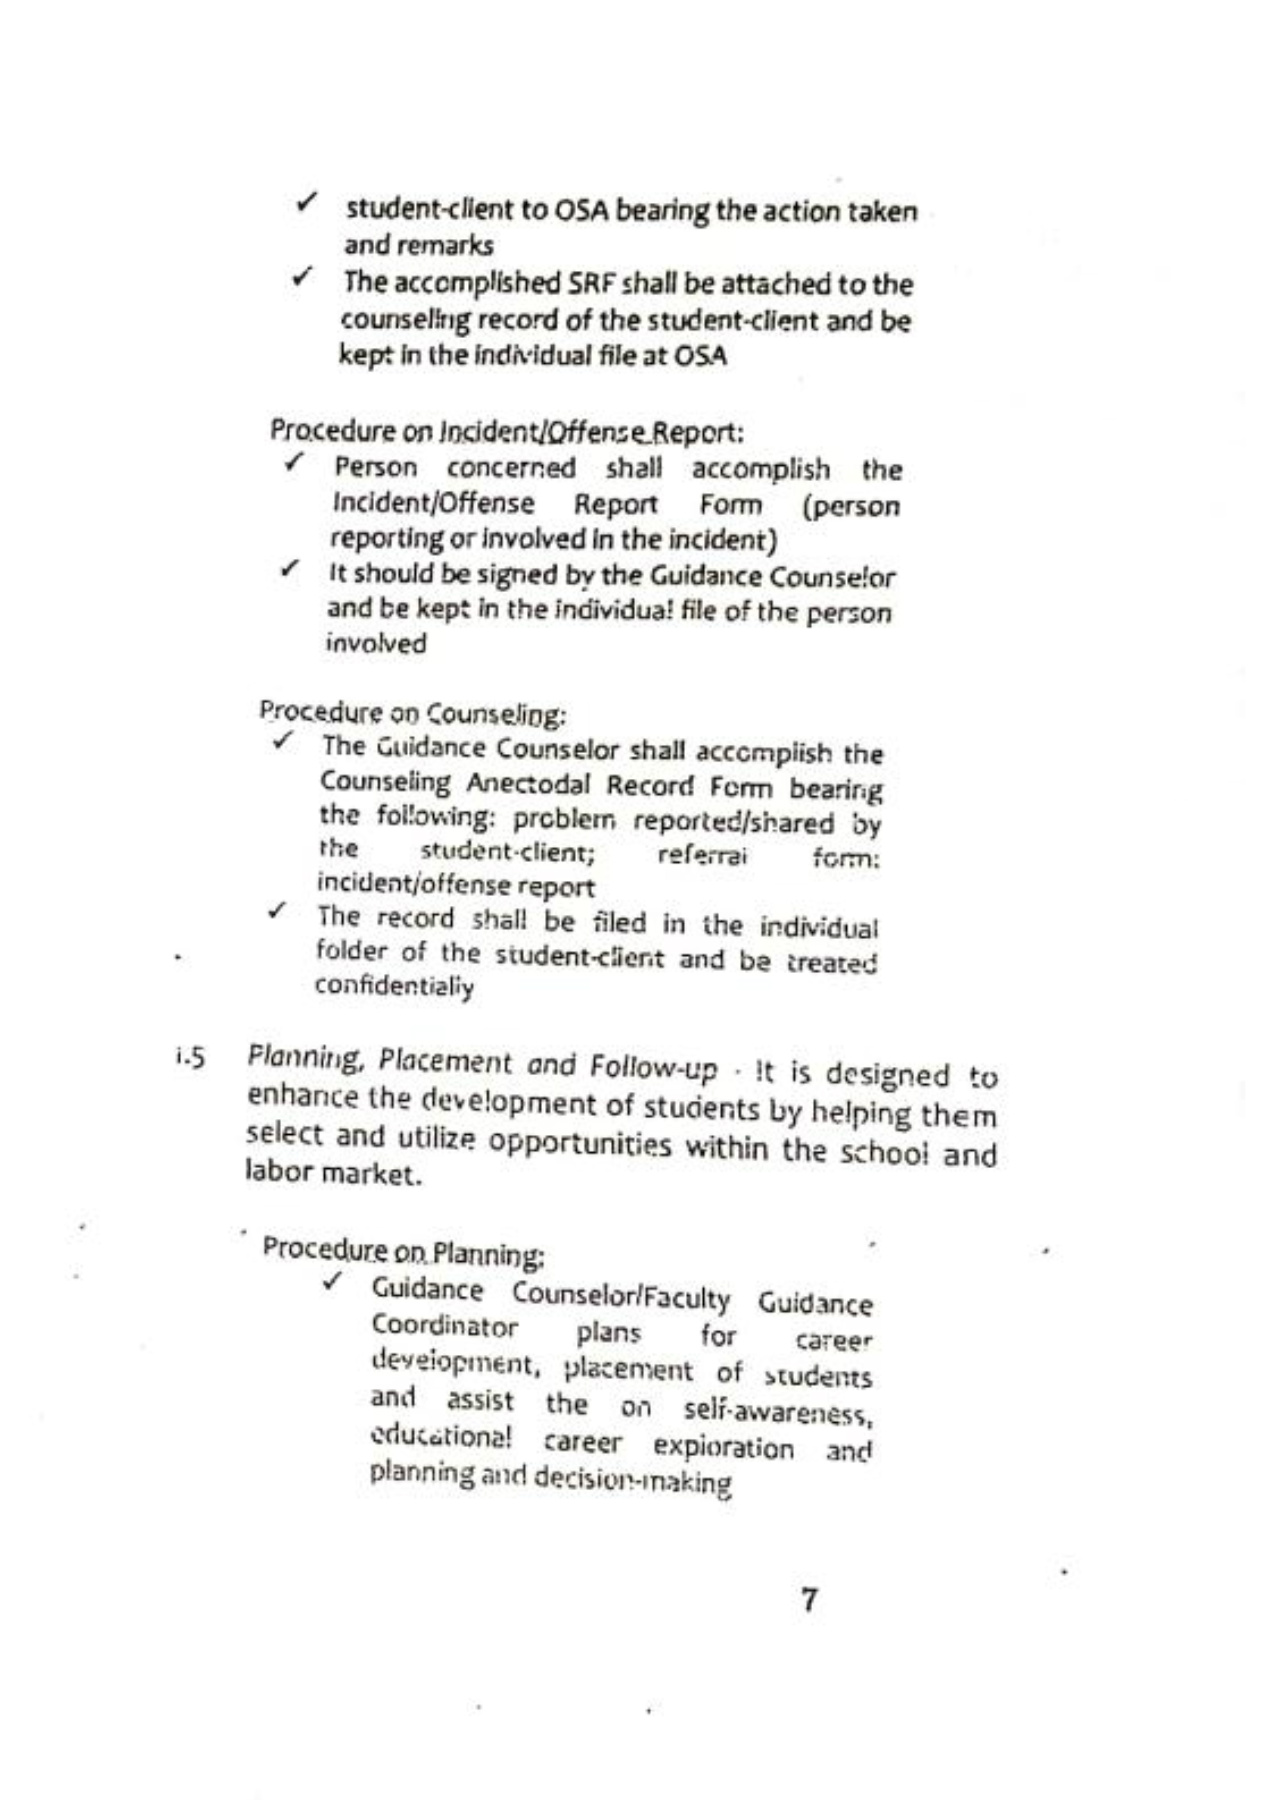 ✓ student-client to OSA bearing the action taken
and remarks
✓ The accomplished SRF shall be attached to the
counseling record of the student-client and be
kept in the individual file at OSA
Procedure on Incident/Offense Report:
✓ Person concerned shall accomplish the
Incident/Offense Report Form (person
reporting or involved in the incident)
✓ It should be signed by the Guidance Counselor
and be kept in the individual file of the person
involved
Procedure on Counseling:
✓ The Guidance Counselor shall accomplish the
Counseling Anectodal Record Form bearing
the following: problem reported/shared by
the student-client; referral form;
incident/offense report
✓ The record shall be filed in the individual
folder of the student-client and be treated
confidentially
i.5 Planning, Placement and Follow-up - It is designed to
enhance the development of students by helping them
select and utilize opportunities within the school and
labor market.
Procedure on Planning:
✓ Guidance Counselor/Faculty Guidance
Coordinator plans for career
development, placement of students
and assist the on self-awareness,
educational career exploration and
planning and decision-making
7